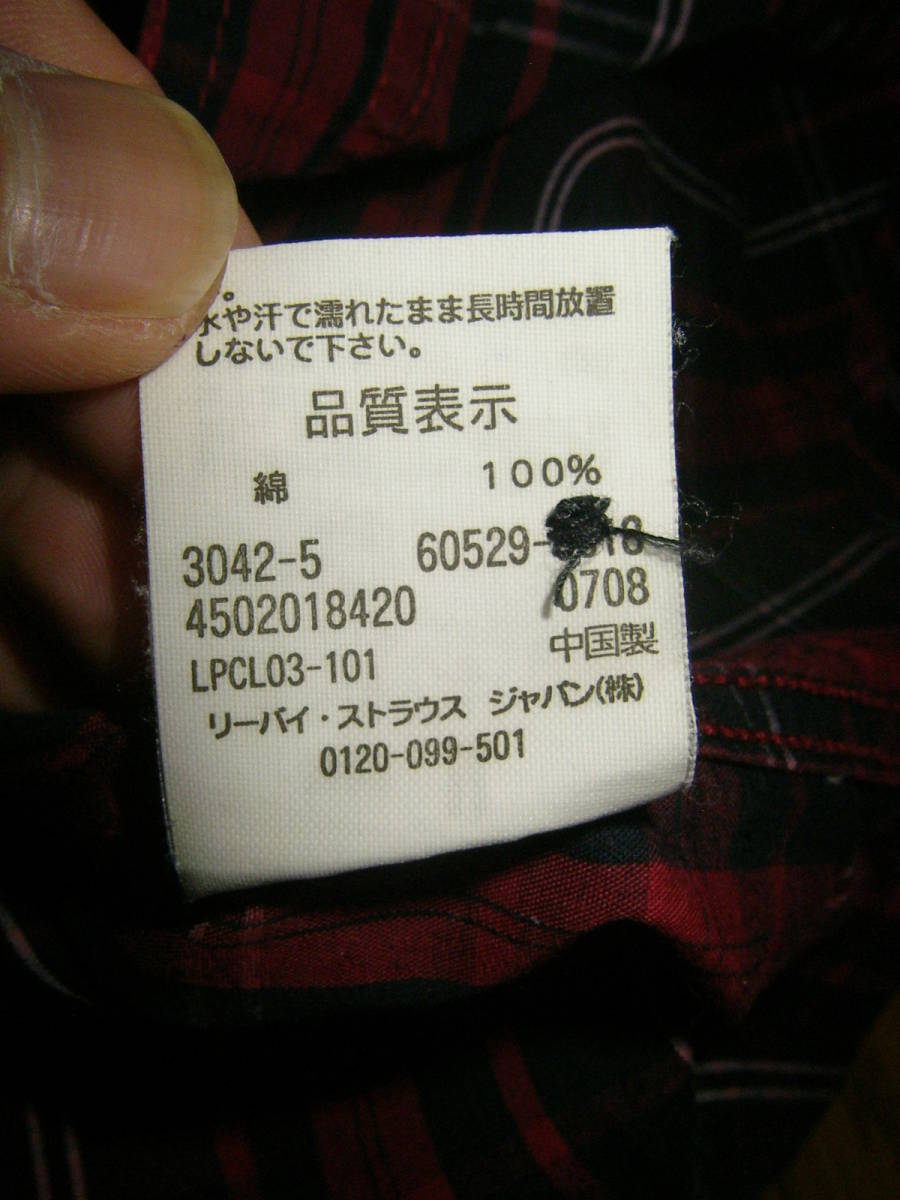 水や汗で濡れたまま長時間放置
しないで下さい。
品質表示
綿 100%
3042-5 60529-
4502018420 0708
LPCL03-101 中国製
リーバイ・ストラウス ジャパン(株)
0120-099-501